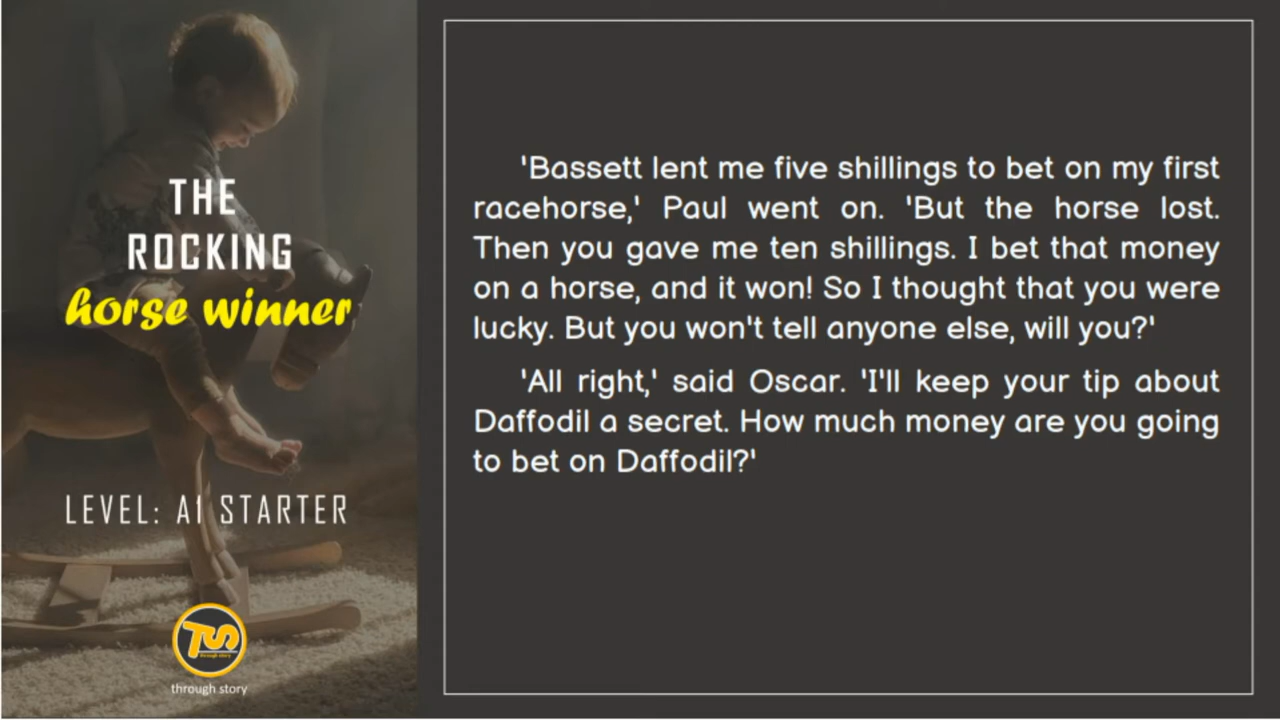 THE
ROCKING
horse winner
LEVEL: A1 STARTER
TUS
through story
through story
'Bassett lent me five shillings to bet on my first
racehorse,' Paul went on. 'But the horse lost.
Then you gave me ten shillings. I bet that money
on a horse, and it won! So I thought that you were
lucky. But you won't tell anyone else, will you?'
'All right,' said Oscar. 'I'll keep your tip about
Daffodil a secret. How much money are you going
to bet on Daffodil?'